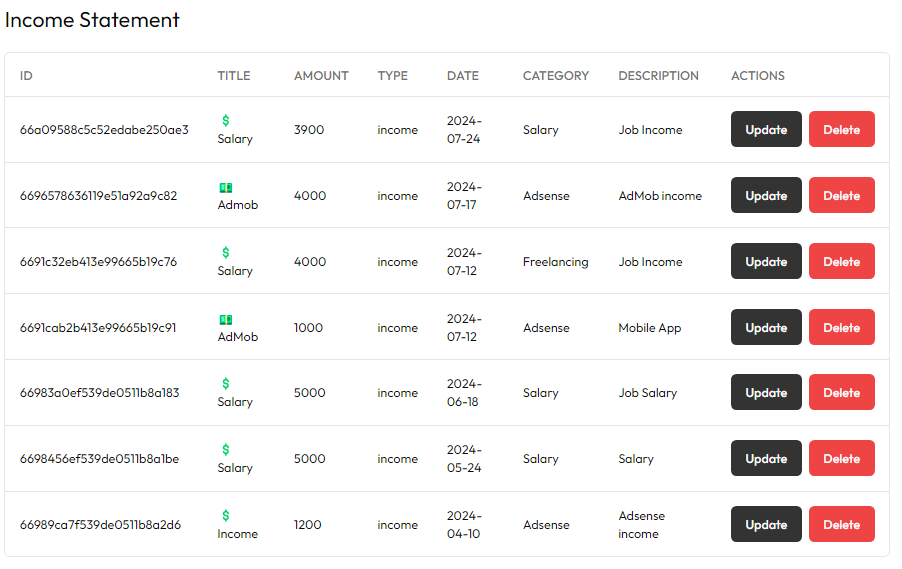 Income Statement
ID TITLE AMOUNT TYPE DATE CATEGORY DESCRIPTION ACTIONS
66a09588c5c52edabe250ae3 $ Salary 3900 income 2024-07-24 Salary Job Income Update Delete
6696578636119e51a92a9c82 Admob 4000 income 2024-07-17 Adsense AdMob income Update Delete
6691c32eb413e99665b19c76 $ Salary 4000 income 2024-07-12 Freelancing Job Income Update Delete
6691cab2b413e99665b19c91 AdMob 1000 income 2024-07-12 Adsense Mobile App Update Delete
66983a0ef539de0511b8a183 $ Salary 5000 income 2024-06-18 Salary Job Salary Update Delete
6698456ef539de0511b8a1be $ Salary 5000 income 2024-05-24 Salary Salary Update Delete
66989ca7f539de0511b8a2d6 $ Income 1200 income 2024-04-10 Adsense Adsense income Update Delete